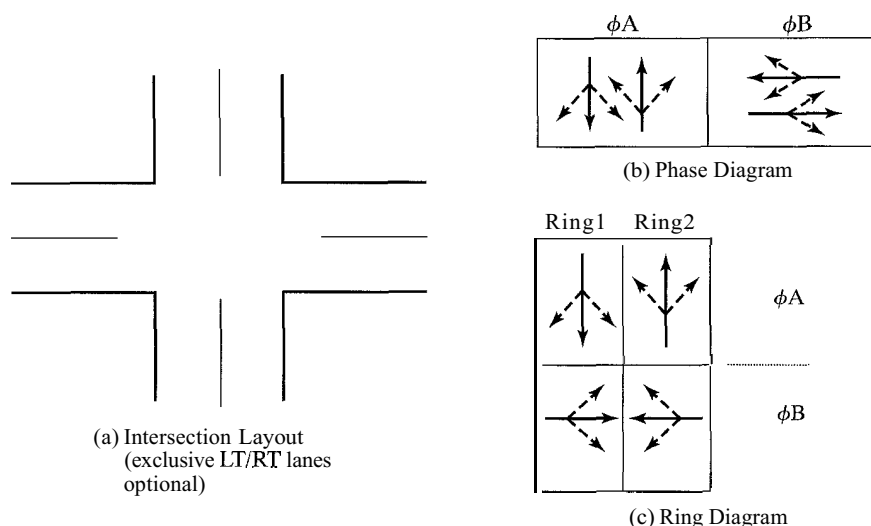 (a) Intersection Layout
(exclusive LT/RT lanes
optional)
ϕA ϕB
(b) Phase Diagram
Ring1 Ring2
ϕA
ϕB
(c) Ring Diagram